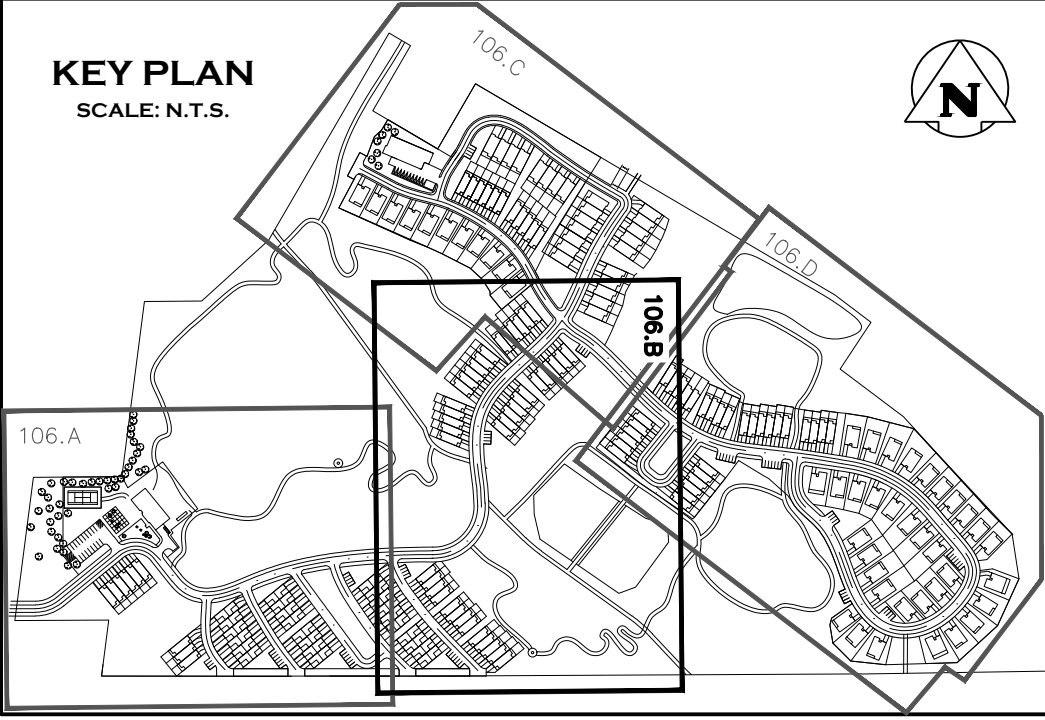 KEY PLAN
SCALE: N.T.S.
106.C
N
106.D
106.B
106.A